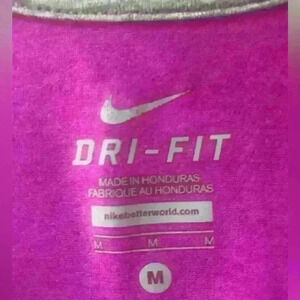 DRI-FIT
MADE IN HONDURAS
FABRIQUE AU HONDURAS
nikebetterworld.com
M M M
M